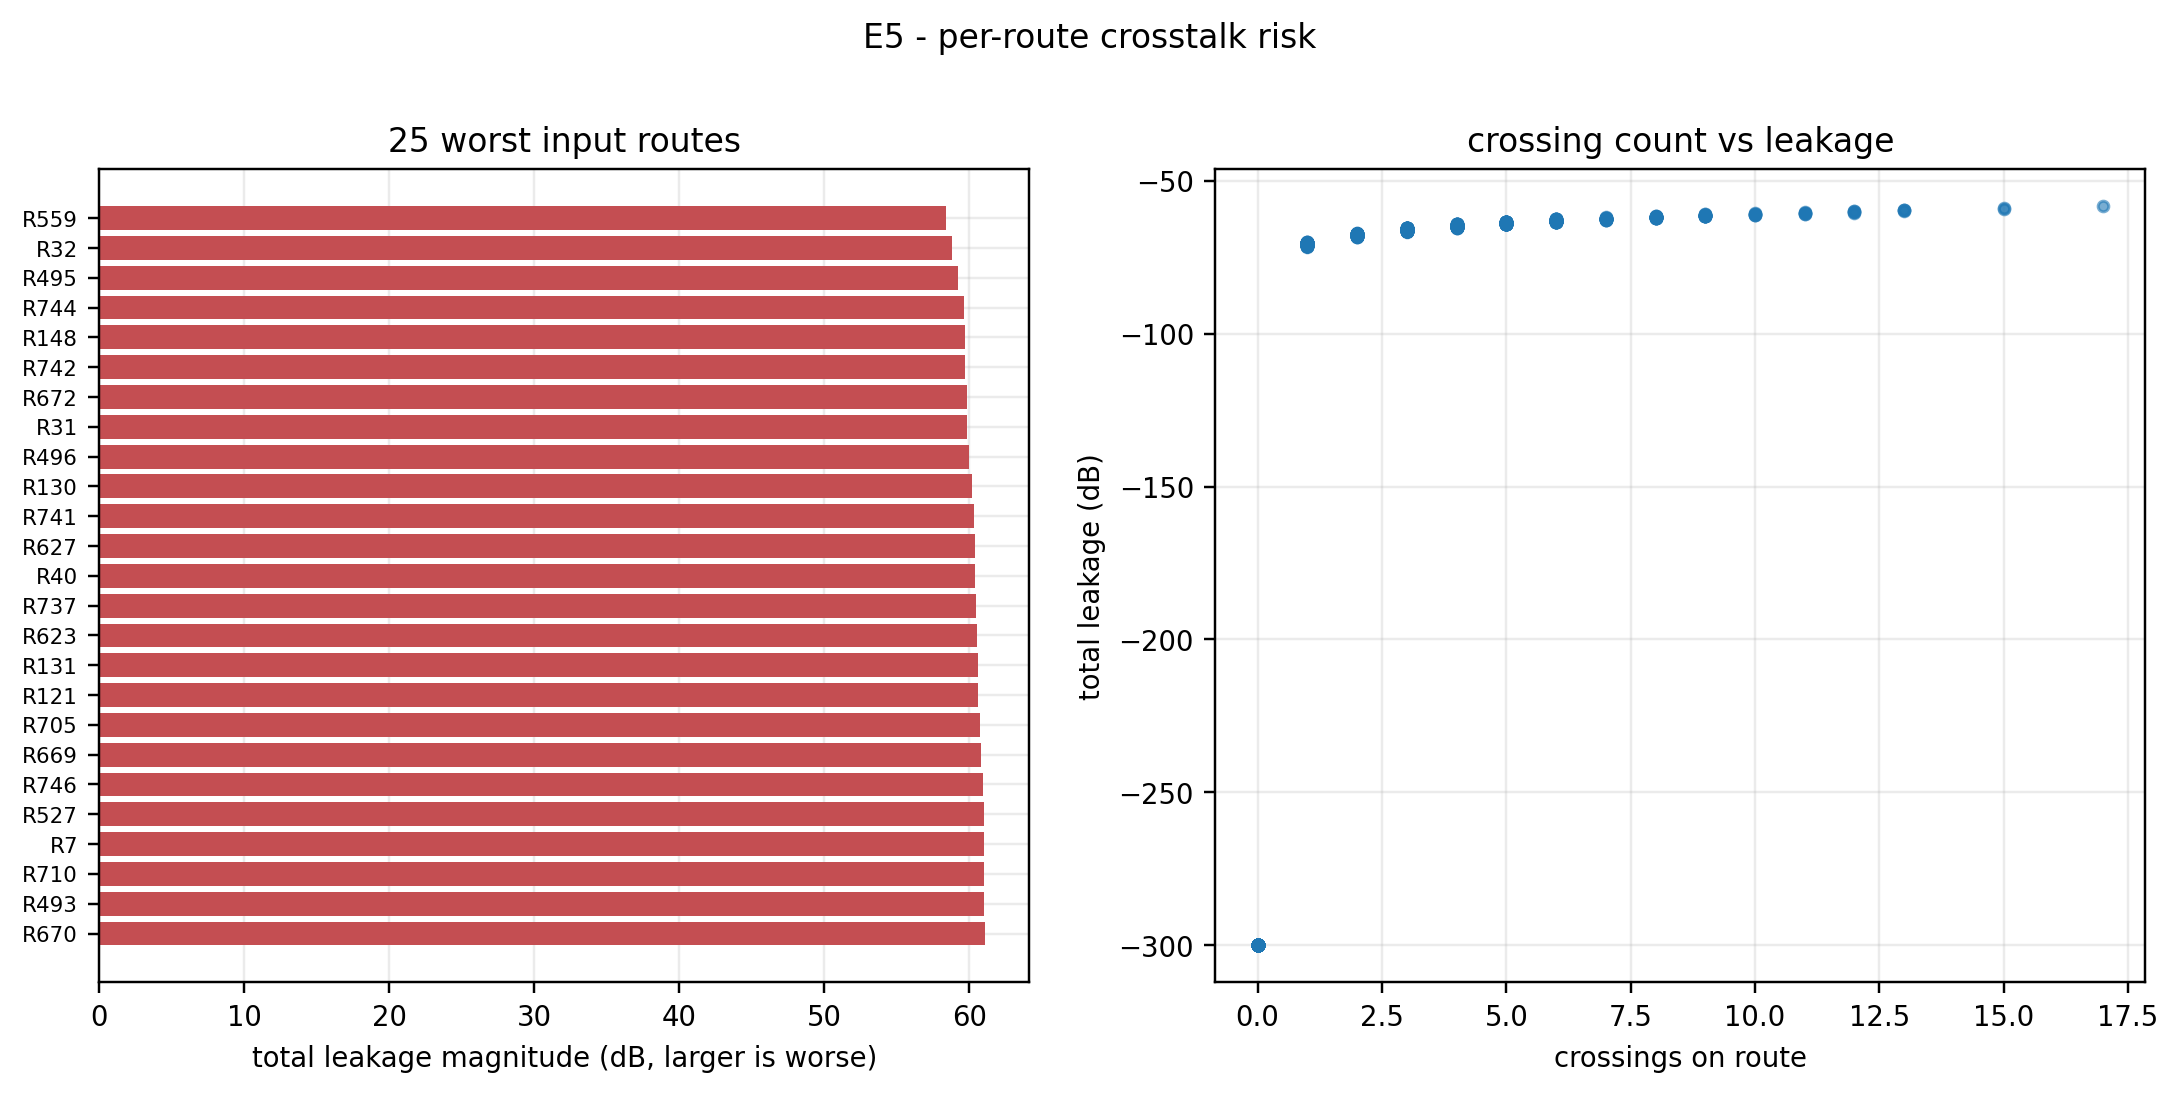 E5 - per-route crosstalk risk
25 worst input routes
R559
R32
R495
R744
R148
R742
R672
R31
R496
R130
R741
R627
R40
R737
R623
R131
R121
R705
R669
R746
R527
R7
R710
R493
R670
0 10 20 30 40 50 60
total leakage magnitude (dB, larger is worse)
crossing count vs leakage
total leakage (dB)
−50
−100
−150
−200
−250
−300
0.0 2.5 5.0 7.5 10.0 12.5 15.0 17.5
crossings on route